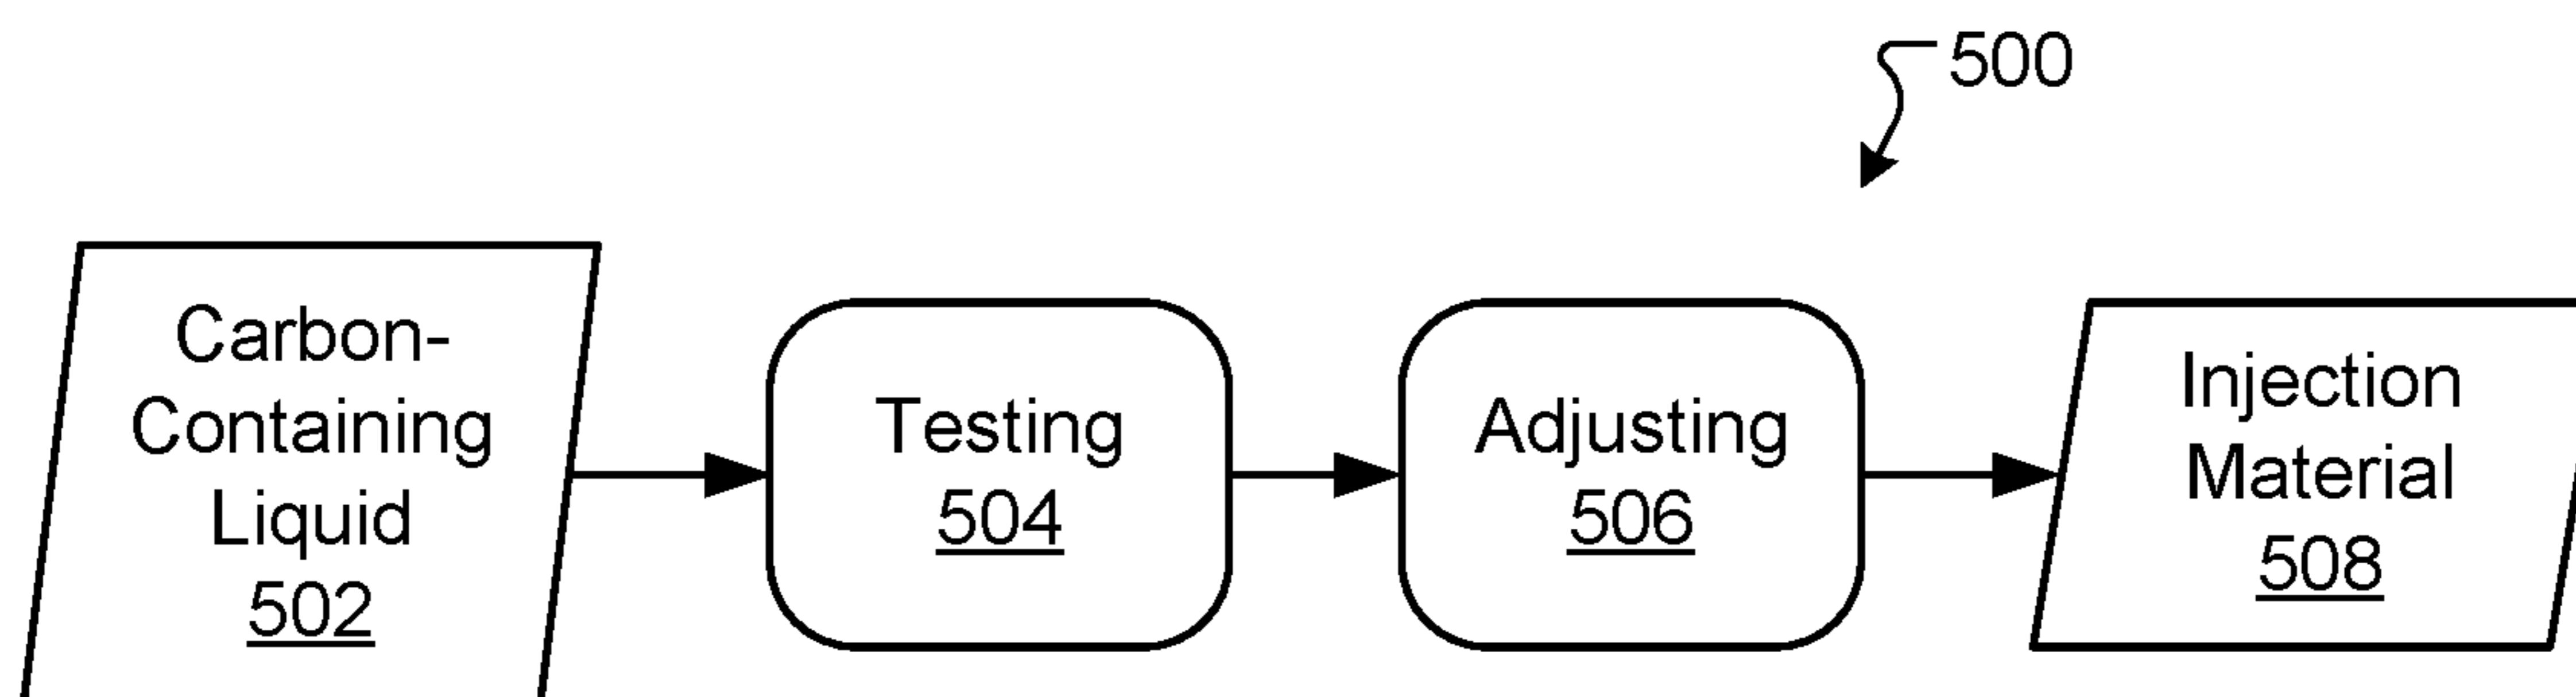 500
Carbon-
Containing
Liquid
502
Testing
504
Adjusting
506
Injection
Material
508